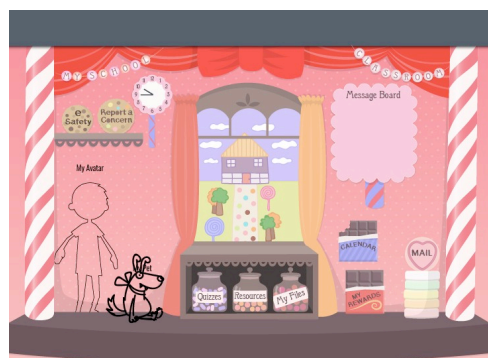 MY SCHOOL
CLASSROOM
e
Safety
Report a
Concern
Message Board
My Avatar
Pet
CALENDAR
MAIL
MY
REWARDS
Quizzes
Resources
My Files